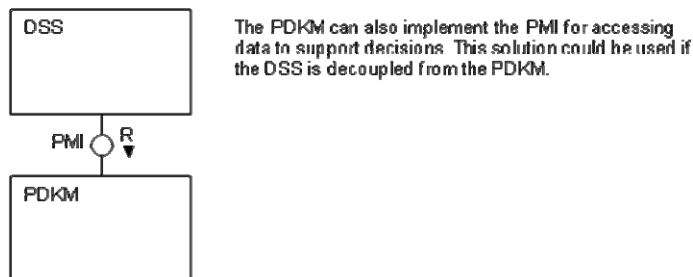 DSS
The PDKM can also implement the PMI for accessing
data to support decisions. This solution could be used if
the DSS is decoupled from the PDKM.
PMI
R
PDKM